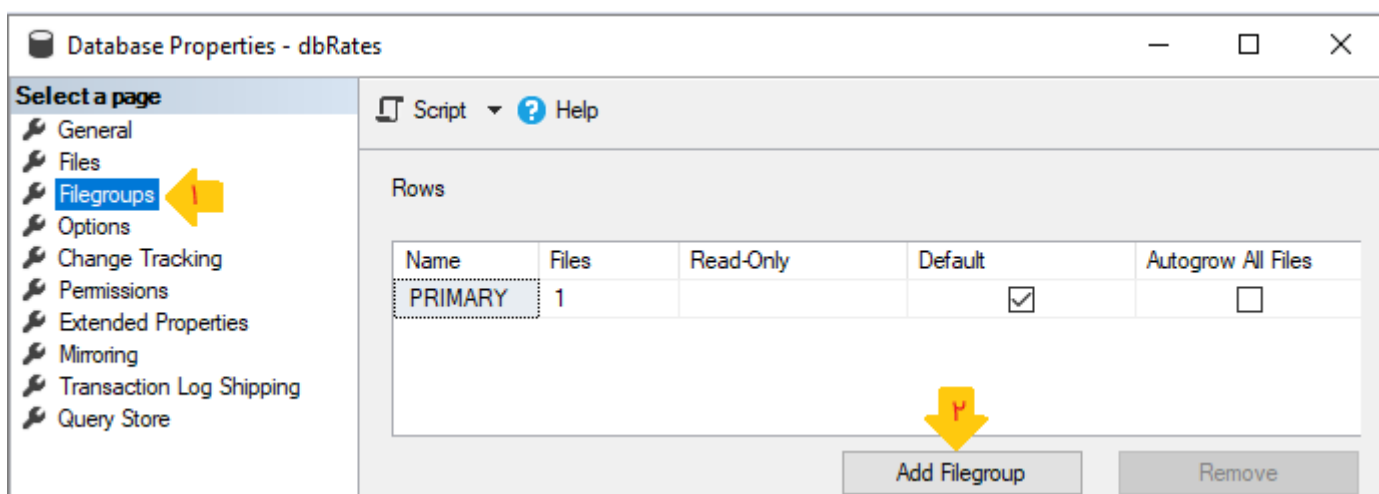 Database Properties - dbRates
Select a page
General
Files
Filegroups ۱
Options
Change Tracking
Permissions
Extended Properties
Mirroring
Transaction Log Shipping
Query Store
Script Help
Rows
Name Files Read-Only Default Autogrow All Files
PRIMARY 1
۲
Add Filegroup Remove